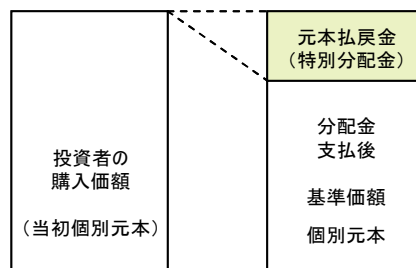 投資者の
購入価額
（当初個別元本）
元本払戻金
（特別分配金）
分配金
支払後
基準価額
個別元本